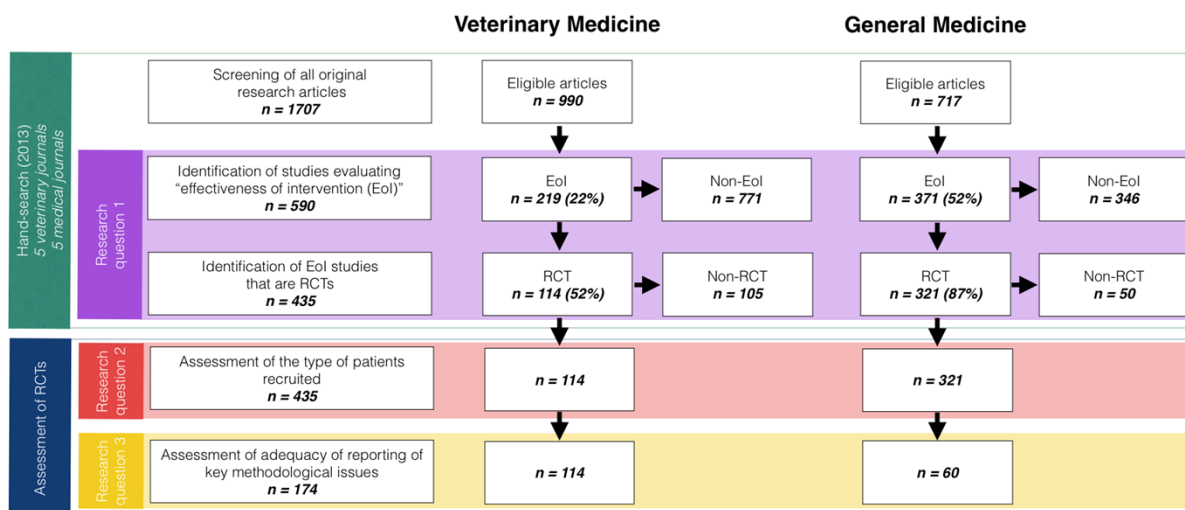 Veterinary Medicine
General Medicine
Hand-search (2013)
5 veterinary journals
5 medical journals
Screening of all original
research articles
n = 1707
Eligible articles
n = 990
Eligible articles
n = 717
Research
question 1
Identification of studies evaluating
“effectiveness of intervention (EoI)”
n = 590
EoI
n = 219 (22%)
Non-EoI
n = 771
EoI
n = 371 (52%)
Non-EoI
n = 346
Identification of EoI studies
that are RCTs
n = 435
RCT
n = 114 (52%)
Non-RCT
n = 105
RCT
n = 321 (87%)
Non-RCT
n = 50
Assessment of RCTs
Research
question 2
Assessment of the type of patients
recruited
n = 435
n = 114
n = 321
Research
question 3
Assessment of adequacy of reporting of
key methodological issues
n = 174
n = 114
n = 60